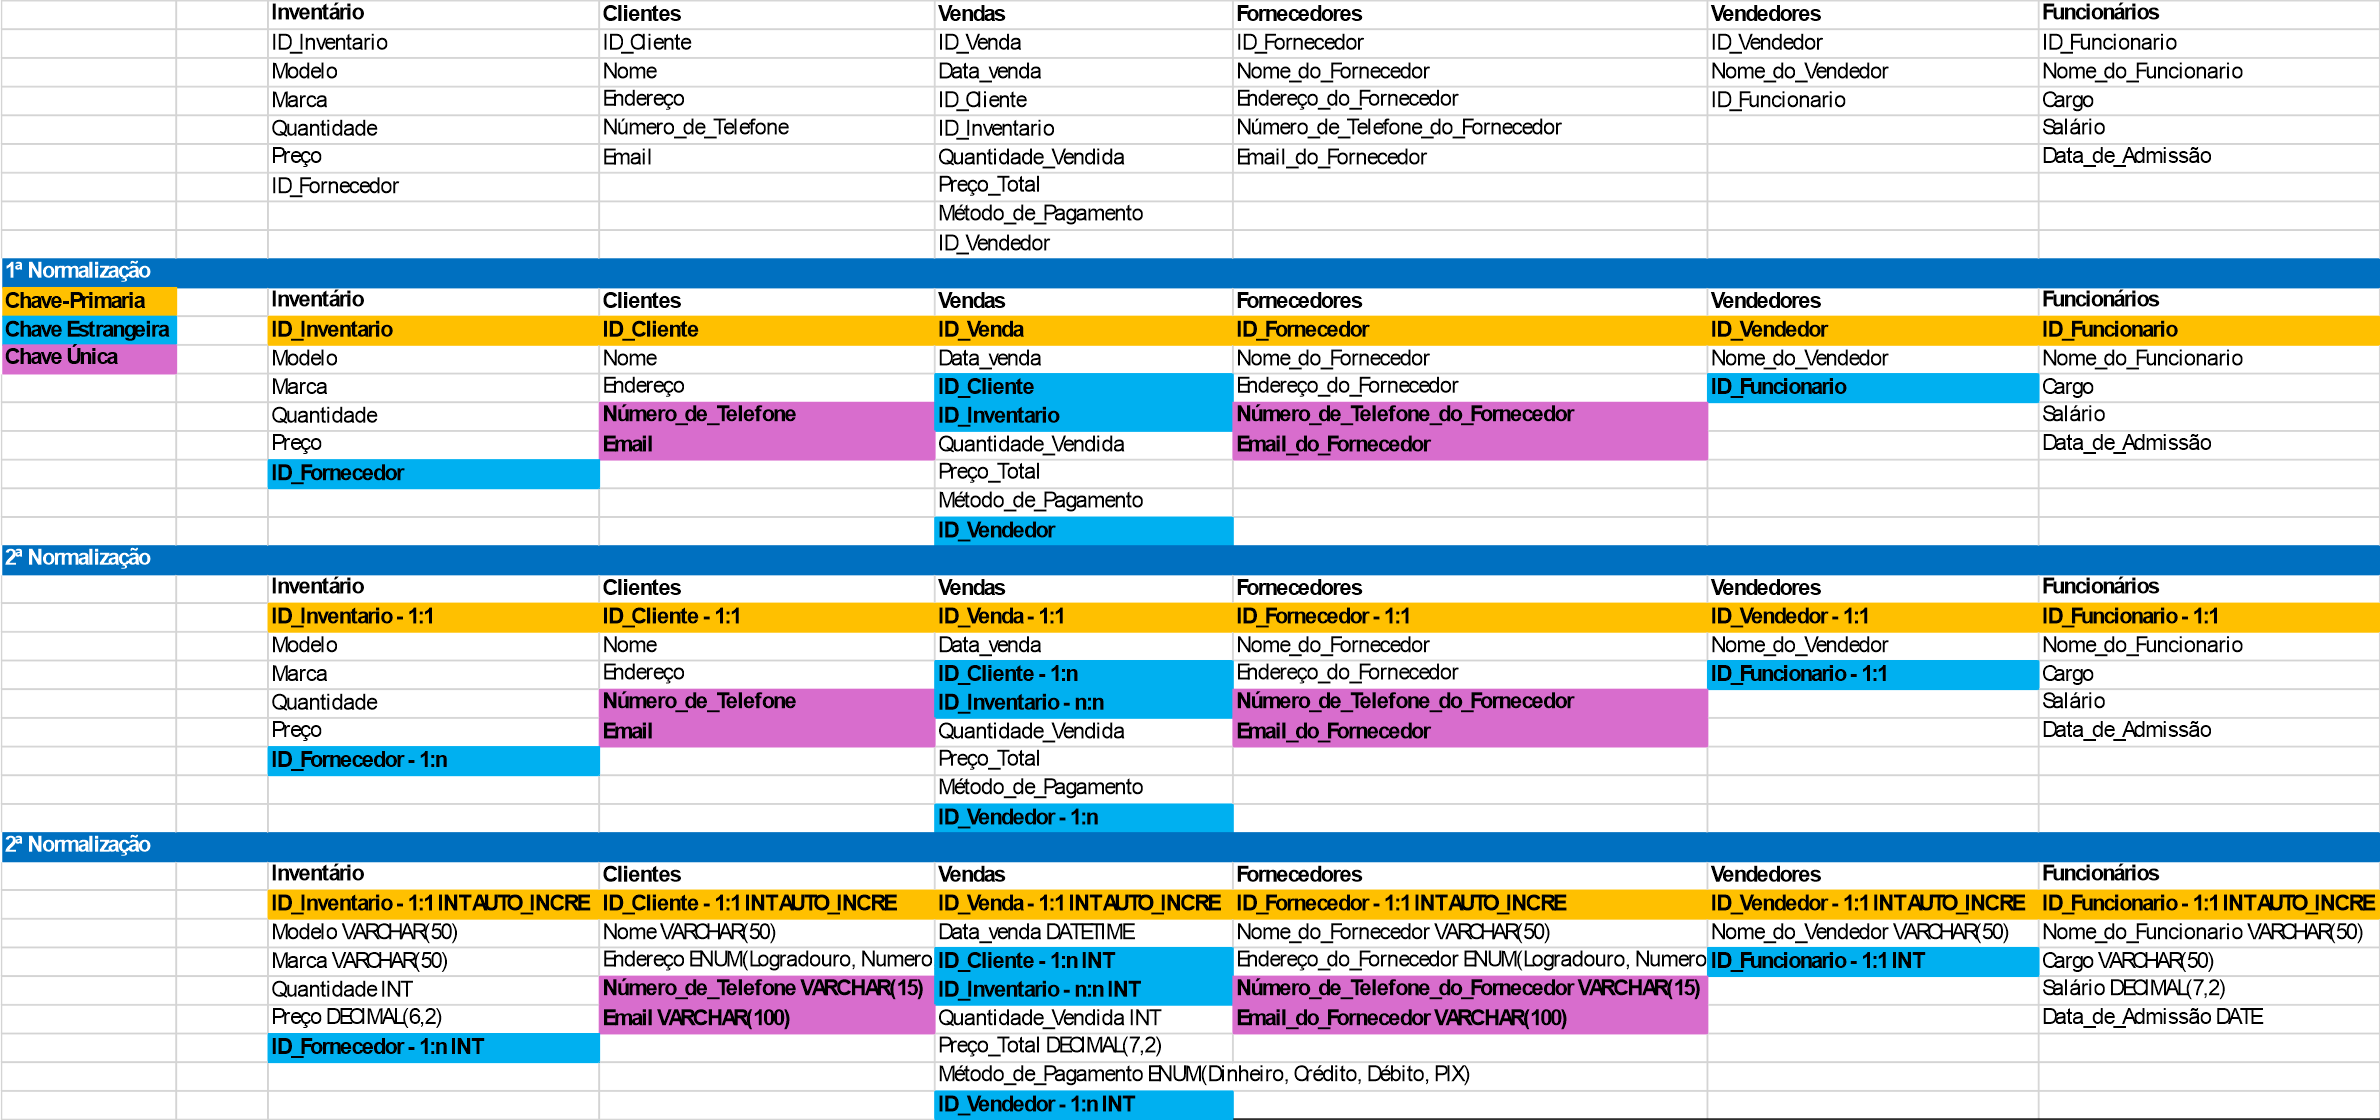 Inventário Clientes Vendas Fornecedores Vendedores Funcionários
ID_Inventario ID_Cliente ID_Venda ID_Fornecedor ID_Vendedor ID_Funcionario
Modelo Nome Data_venda Nome_do_Fornecedor Nome_do_Vendedor Nome_do_Funcionario
Marca Endereço ID_Cliente Endereço_do_Fornecedor ID_Funcionario Cargo
Quantidade Número_de_Telefone ID_Inventario Número_de_Telefone_do_Fornecedor Salário
Preço Email Quantidade_Vendida Email_do_Fornecedor Data_de_Admissão
ID_Fornecedor Preço_Total
Método_de_Pagamento
ID_Vendedor
1ª Normalização
Chave-Primaria Inventário Clientes Vendas Fornecedores Vendedores Funcionários
Chave Estrangeira ID_Inventario ID_Cliente ID_Venda ID_Fornecedor ID_Vendedor ID_Funcionario
Chave Única Modelo Nome Data_venda Nome_do_Fornecedor Nome_do_Vendedor Nome_do_Funcionario
Marca Endereço ID_Cliente Endereço_do_Fornecedor ID_Funcionario Cargo
Quantidade Número_de_Telefone ID_Inventario Número_de_Telefone_do_Fornecedor Salário
Preço Email Quantidade_Vendida Email_do_Fornecedor Data_de_Admissão
ID_Fornecedor Preço_Total
Método_de_Pagamento
ID_Vendedor
2ª Normalização
Inventário Clientes Vendas Fornecedores Vendedores Funcionários
ID_Inventario - 1:1 ID_Cliente - 1:1 ID_Venda - 1:1 ID_Fornecedor - 1:1 ID_Vendedor - 1:1 ID_Funcionario - 1:1
Modelo Nome Data_venda Nome_do_Fornecedor Nome_do_Vendedor Nome_do_Funcionario
Marca Endereço ID_Cliente - 1:n Endereço_do_Fornecedor ID_Funcionario - 1:1 Cargo
Quantidade Número_de_Telefone ID_Inventario - n:n Número_de_Telefone_do_Fornecedor Salário
Preço Email Quantidade_Vendida Email_do_Fornecedor Data_de_Admissão
ID_Fornecedor - 1:n Preço_Total
Método_de_Pagamento
ID_Vendedor - 1:n
2ª Normalização
Inventário Clientes Vendas Fornecedores Vendedores Funcionários
ID_Inventario - 1:1 INT AUTO_INCRE ID_Cliente - 1:1 INT AUTO_INCRE ID_Venda - 1:1 INT AUTO_INCRE ID_Fornecedor - 1:1 INT AUTO_INCRE ID_Vendedor - 1:1 INT AUTO_INCRE ID_Funcionario - 1:1 INT AUTO_INCRE
Modelo VARCHAR(50) Nome VARCHAR(50) Data_venda DATETIME Nome_do_Fornecedor VARCHAR(50) Nome_do_Vendedor VARCHAR(50) Nome_do_Funcionario VARCHAR(50)
Marca VARCHAR(50) Endereço ENUM(Logradouro, Numero ID_Cliente - 1:n INT Endereço_do_Fornecedor ENUM(Logradouro, Numero ID_Funcionario - 1:1 INT Cargo VARCHAR(50)
Quantidade INT Número_de_Telefone VARCHAR(15) ID_Inventario - n:n INT Número_de_Telefone_do_Fornecedor VARCHAR(15) Salário DECIMAL(7,2)
Preço DECIMAL(6,2) Email VARCHAR(100) Quantidade_Vendida INT Email_do_Fornecedor VARCHAR(100) Data_de_Admissão DATE
ID_Fornecedor - 1:n INT Preço_Total DECIMAL(7,2)
Método_de_Pagamento ENUM(Dinheiro, Crédito, Débito, PIX)
ID_Vendedor - 1:n INT